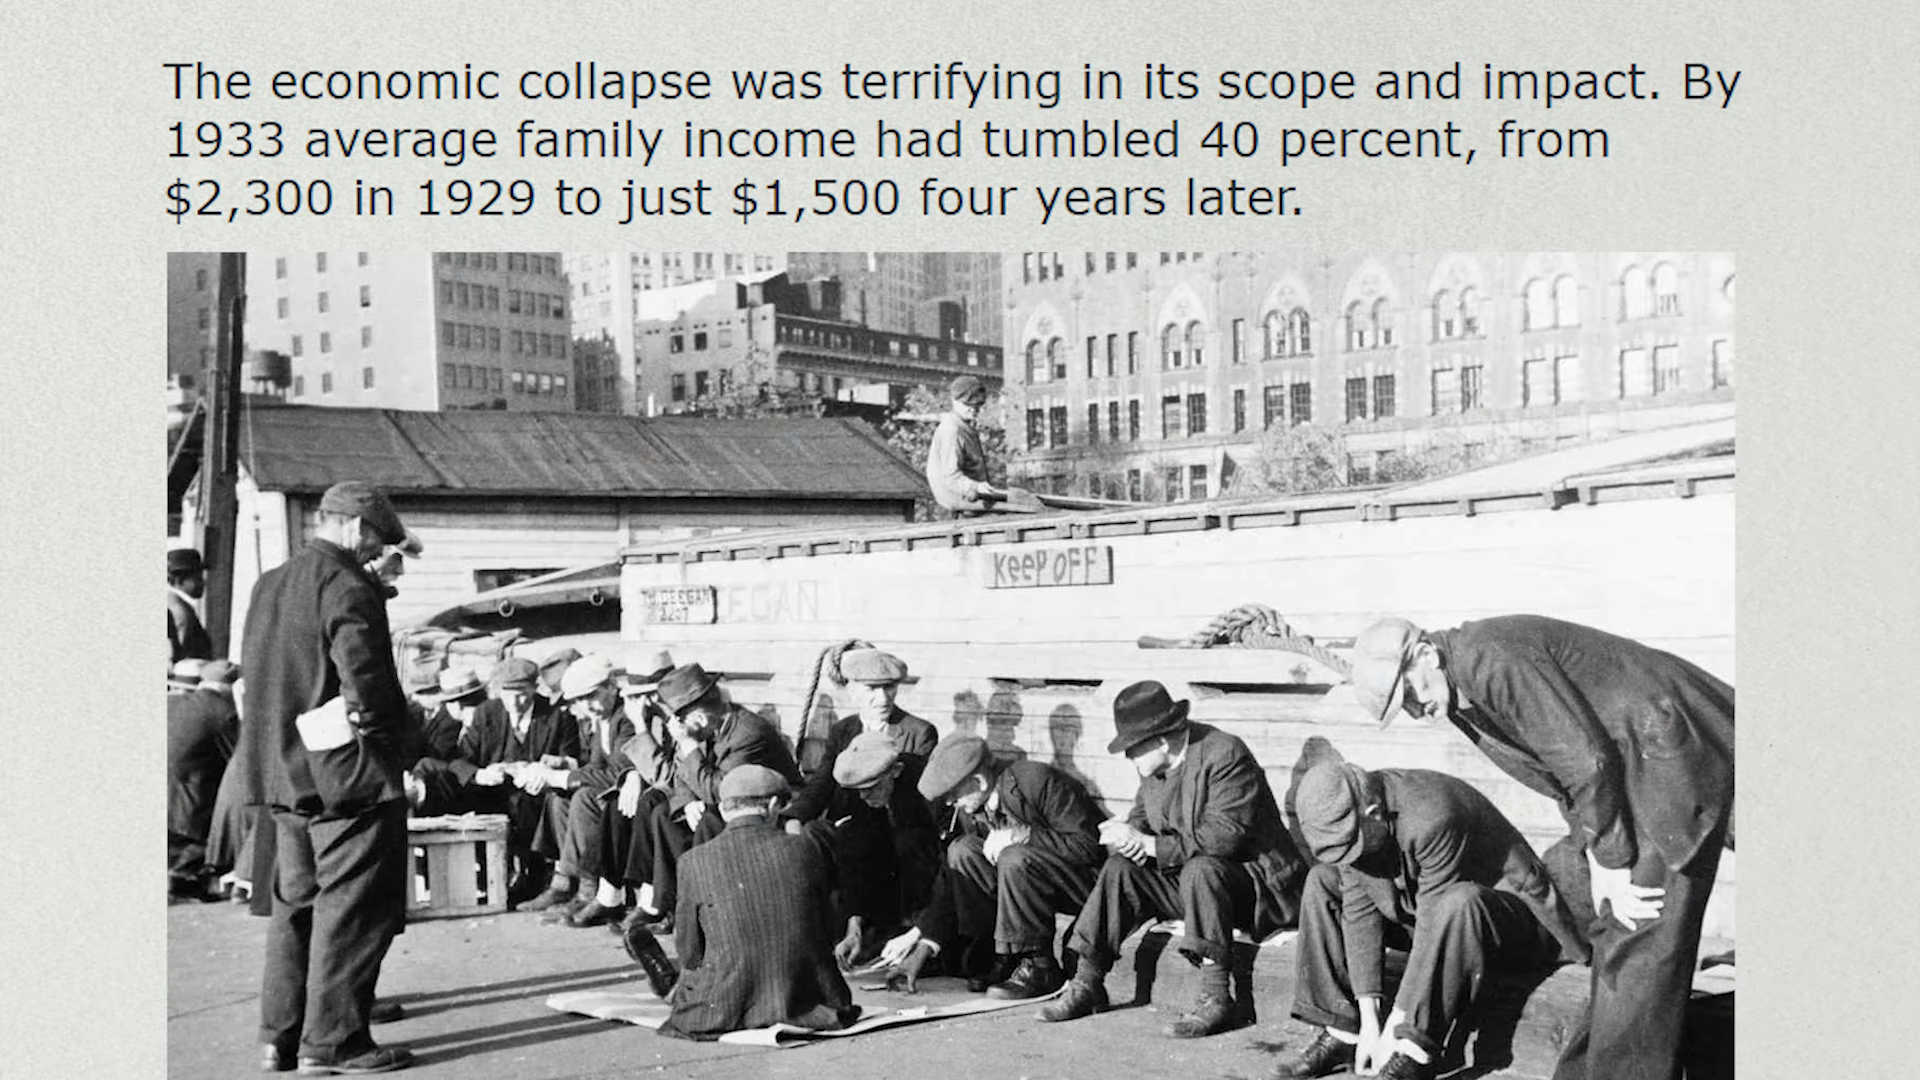 The economic collapse was terrifying in its scope and impact. By
1933 average family income had tumbled 40 percent, from
$2,300 in 1929 to just $1,500 four years later.
KeeP OFF
EGAN